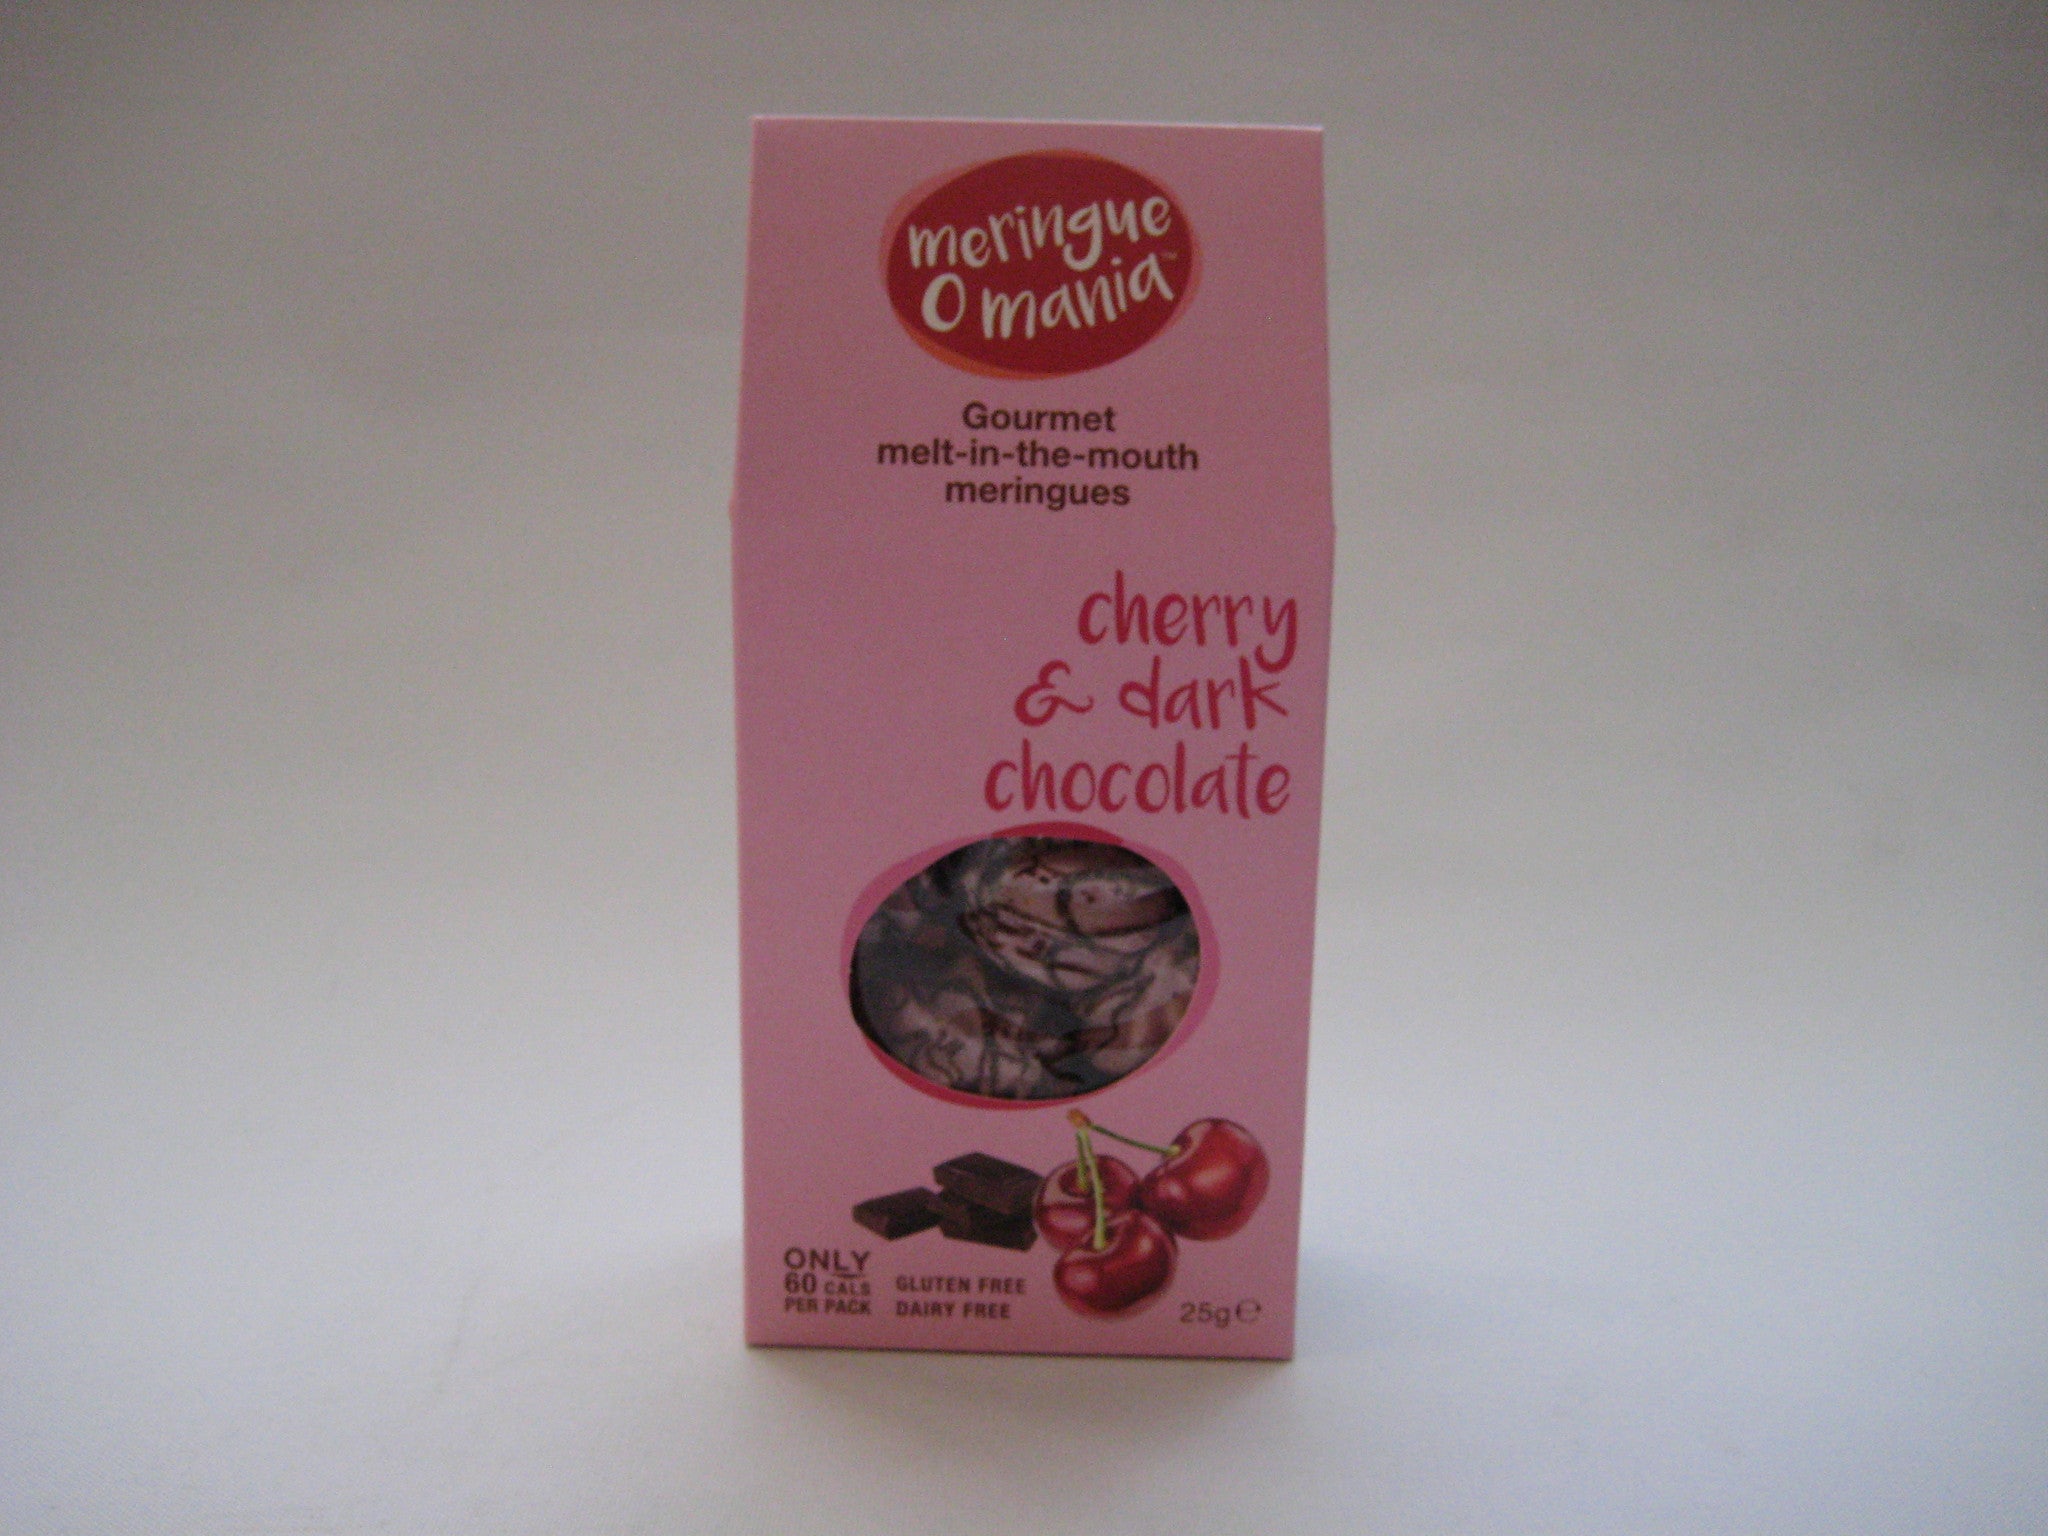 meringue
O mania™
Gourmet
melt-in-the-mouth
meringues
cherry
& dark
chocolate
ONLY
60 CALS
PER PACK
GLUTEN FREE
DAIRY FREE
25g℮